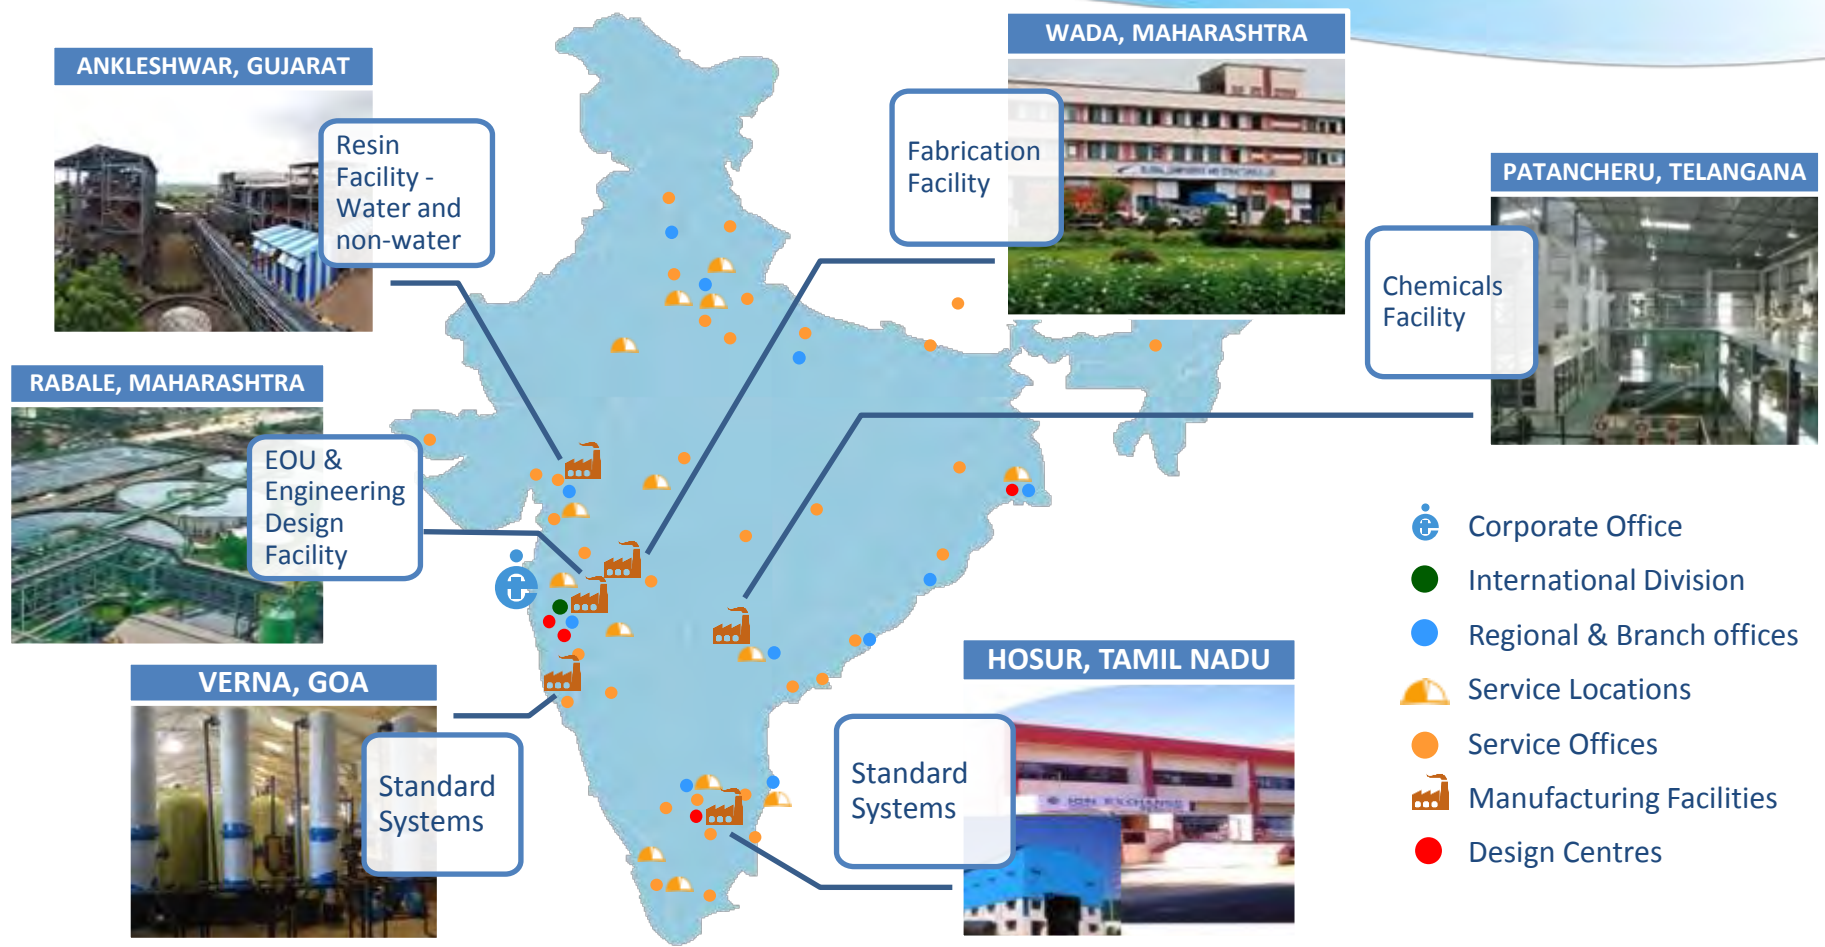 ANKLESHWAR, GUJARAT
Resin
Facility -
Water and
non-water
WADA, MAHARASHTRA
Fabrication
Facility
PATANCHERU, TELANGANA
Chemicals
Facility
RABALE, MAHARASHTRA
EOU &
Engineering
Design
Facility
VERNA, GOA
Standard
Systems
HOSUR, TAMIL NADU
Standard
Systems
ION EXCHANGE
Corporate Office
International Division
Regional & Branch offices
Service Locations
Service Offices
Manufacturing Facilities
Design Centres